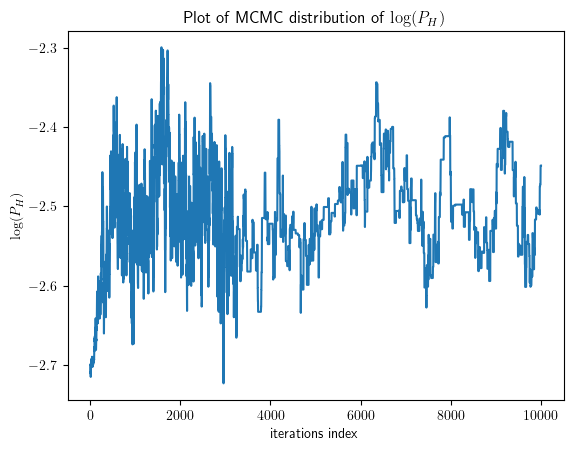 Plot of MCMC distribution of log(P_H)
−2.3
−2.4
−2.5
−2.6
−2.7
log(P_H)
0 2000 4000 6000 8000 10000
iterations index